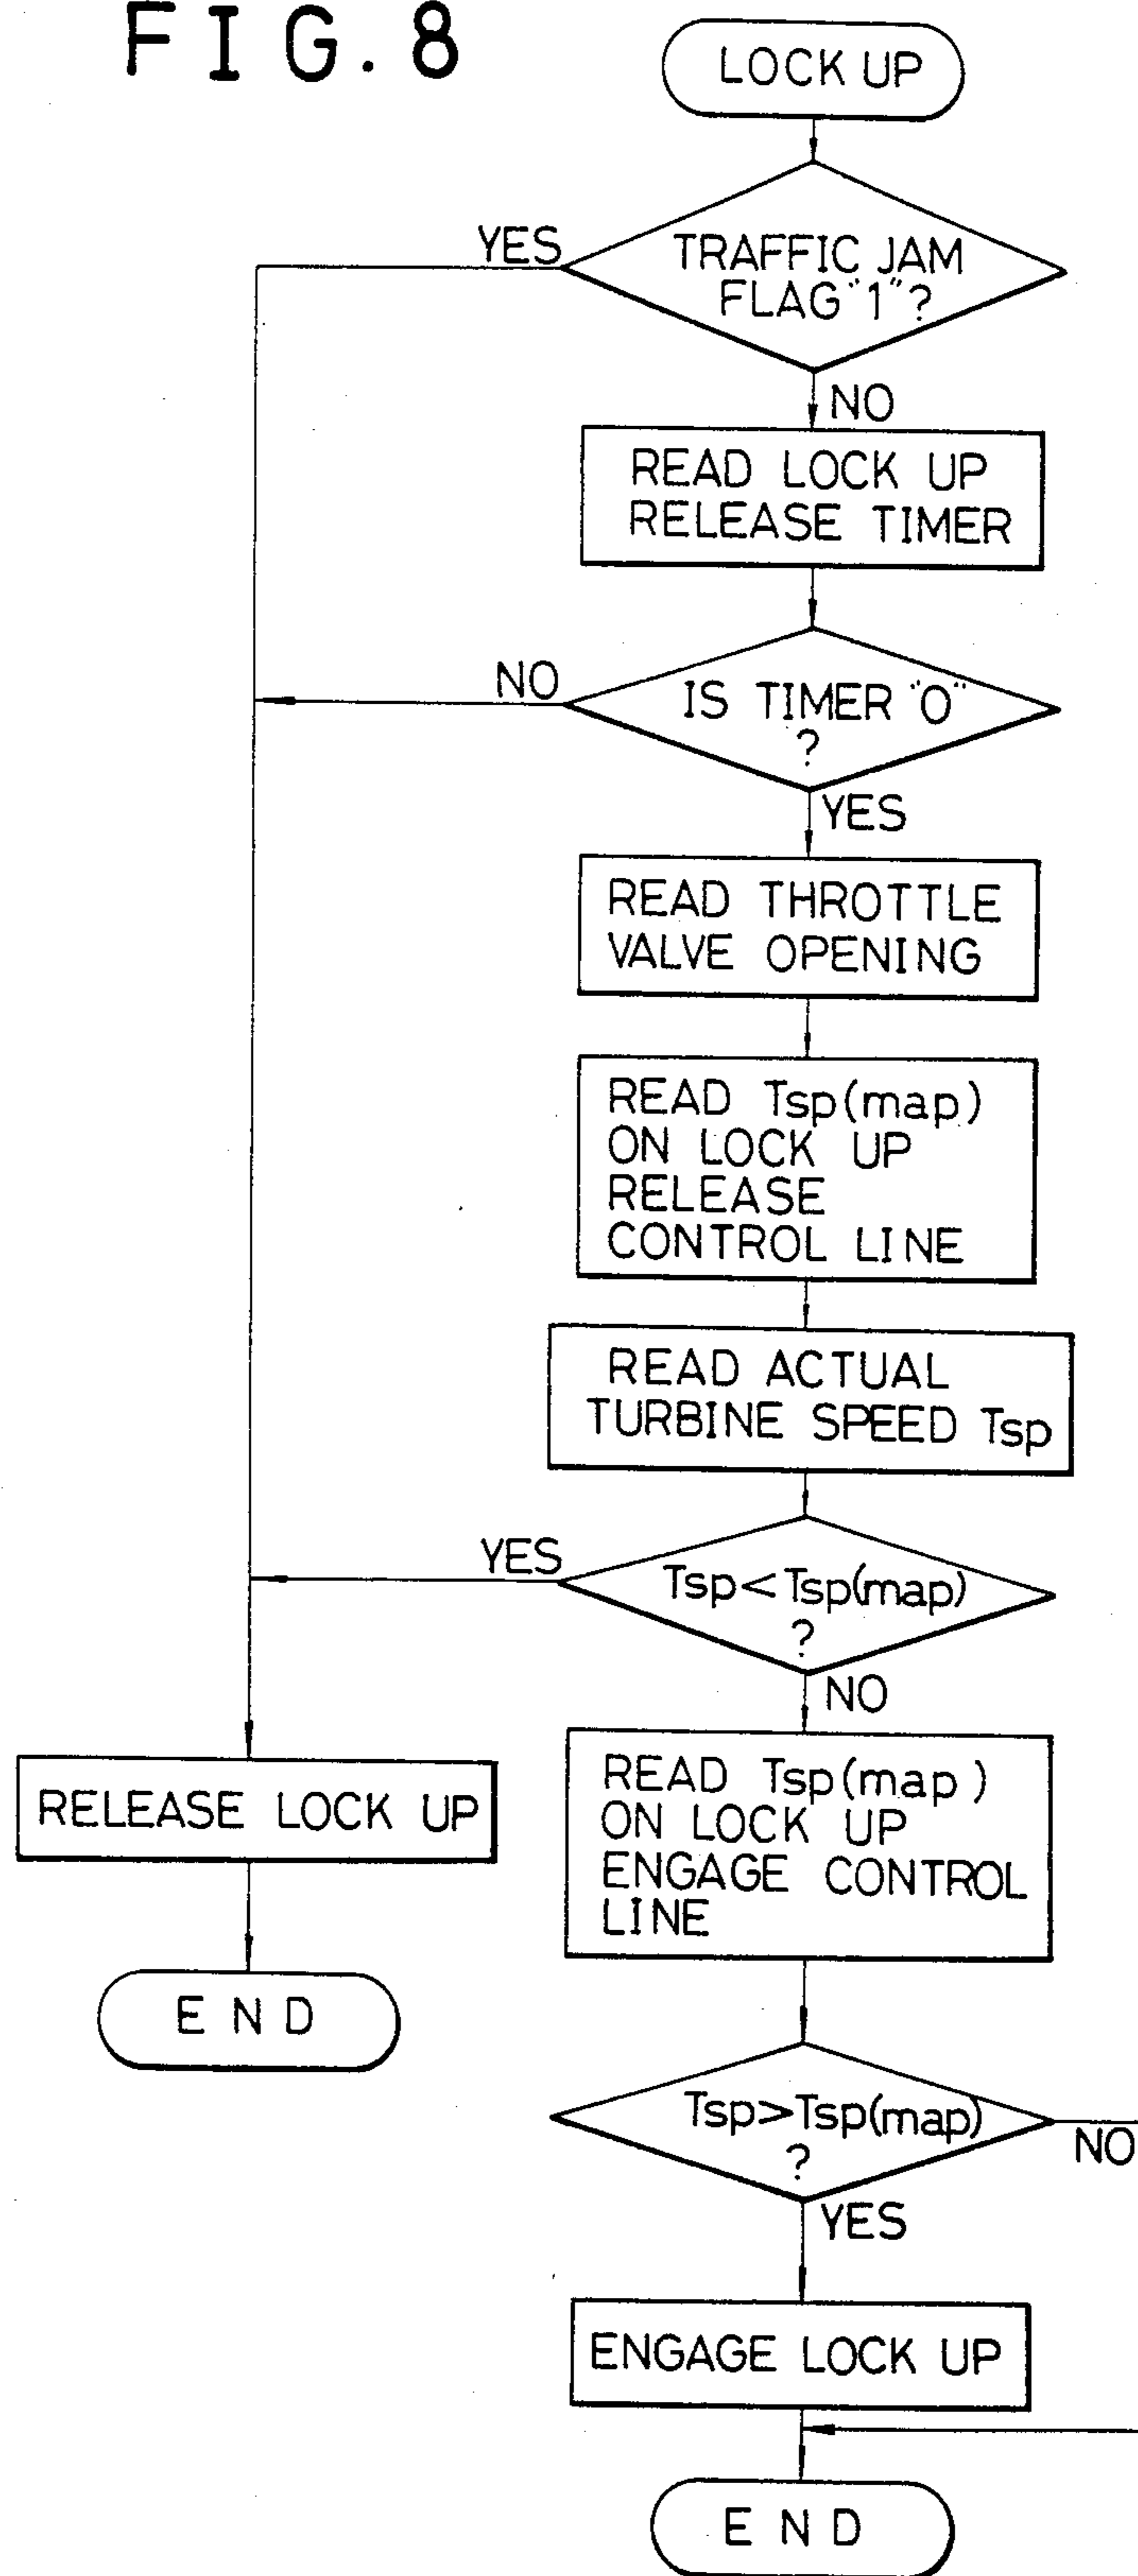 FIG. 8
LOCK UP
YES
TRAFFIC JAM
FLAG "1" ?
NO
READ LOCK UP
RELEASE TIMER
NO
IS TIMER "0"
?
YES
READ THROTTLE
VALVE OPENING
READ Tsp(map)
ON LOCK UP
RELEASE
CONTROL LINE
READ ACTUAL
TURBINE SPEED Tsp
YES
Tsp<Tsp(map)
?
NO
RELEASE LOCK UP
END
READ Tsp(map)
ON LOCK UP
ENGAGE CONTROL
LINE
Tsp>Tsp(map)
?
NO
YES
ENGAGE LOCK UP
END